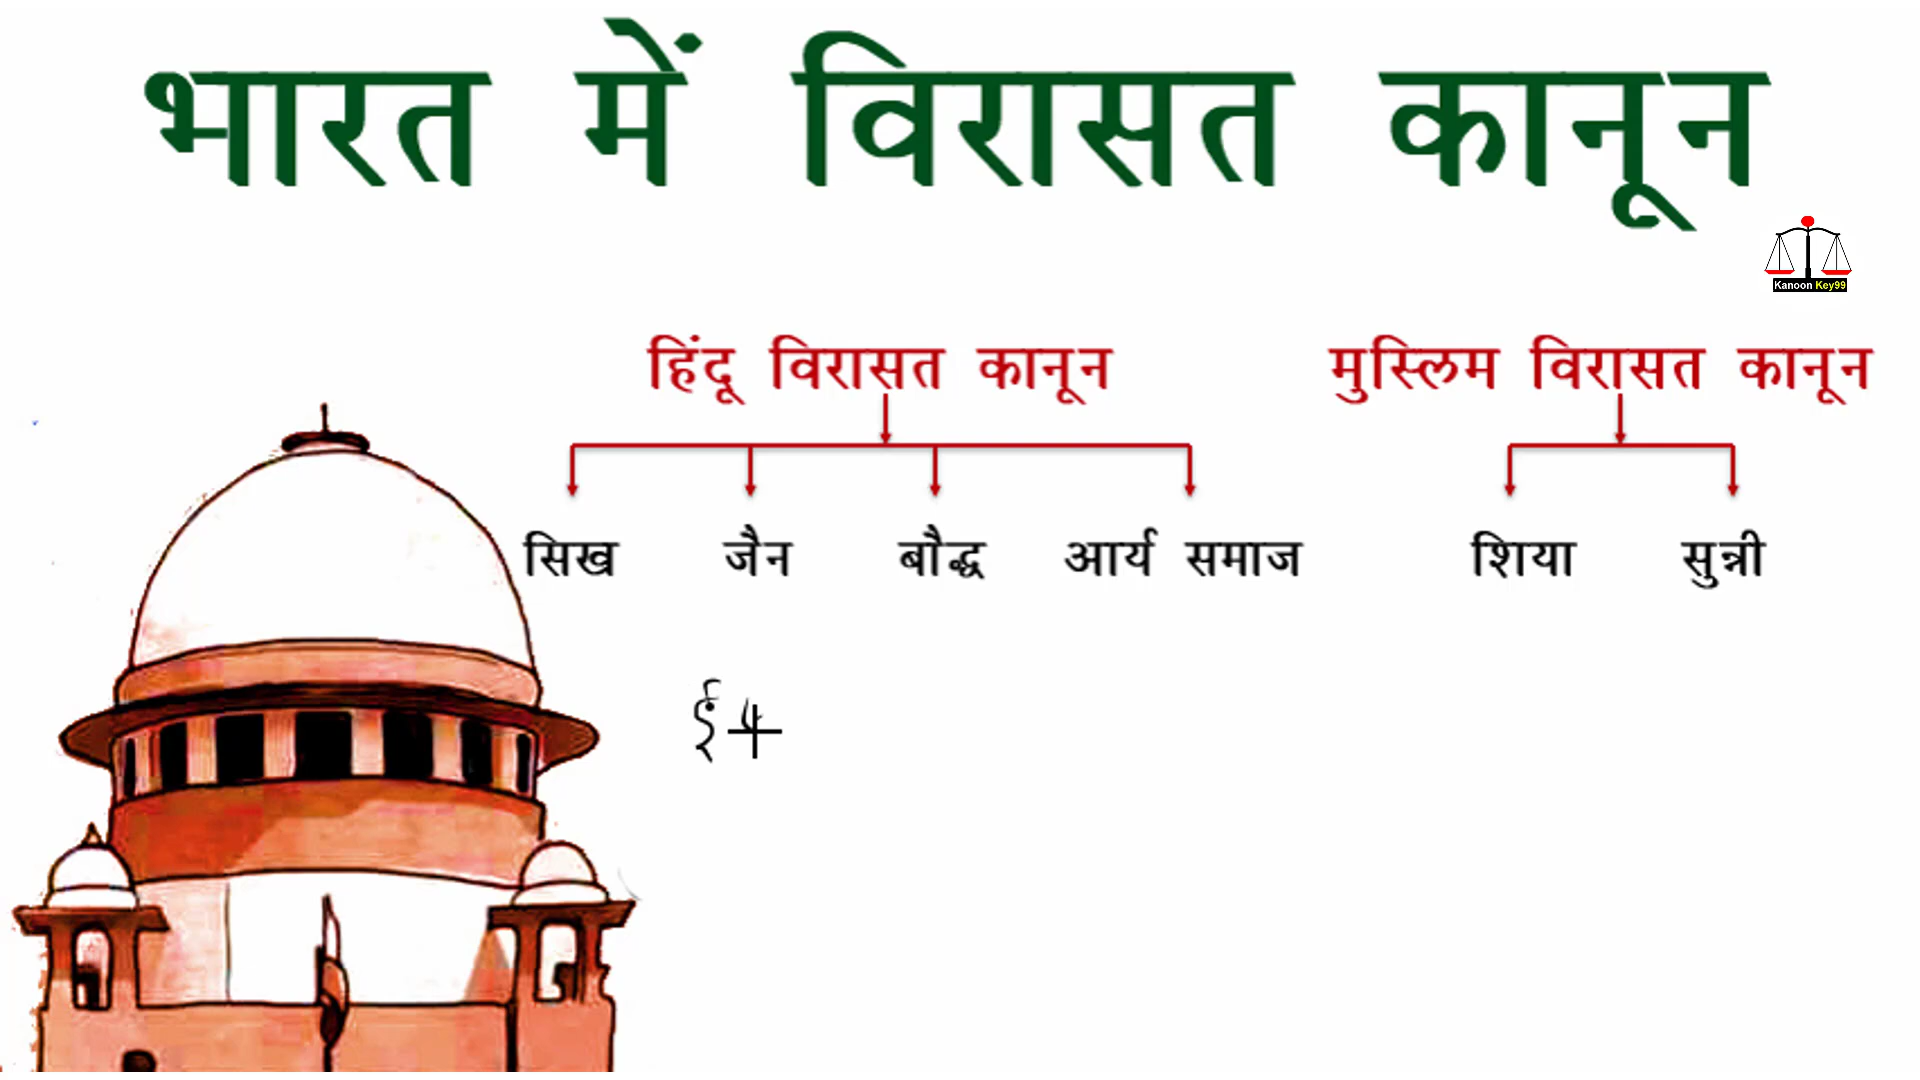 भारत में विरासत कानून
Kanoon Key99
हिंदू विरासत कानून मुस्लिम विरासत कानून
सिख जैन बौद्ध आर्य समाज शिया सुन्नी